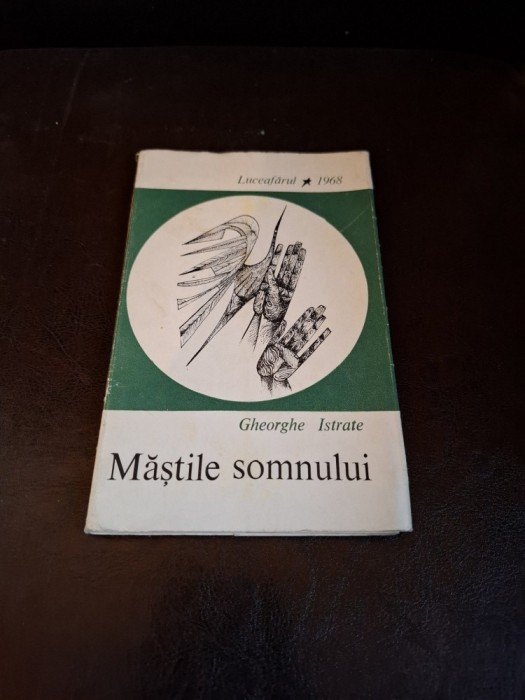 Luceafărul ★ 1968
Gheorghe Istrate
Măștile somnului